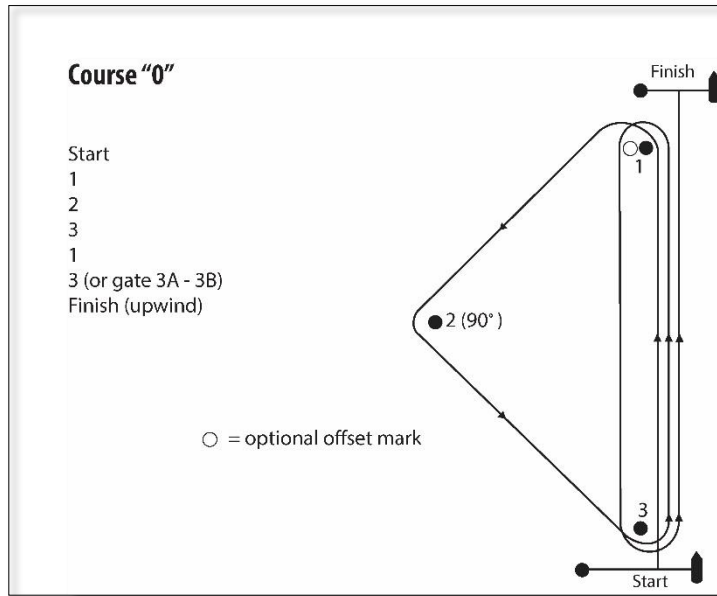 Course “0”
Start
1
2
3
1
3 (or gate 3A - 3B)
Finish (upwind)
Finish
1
2 (90°)
= optional offset mark
3
Start